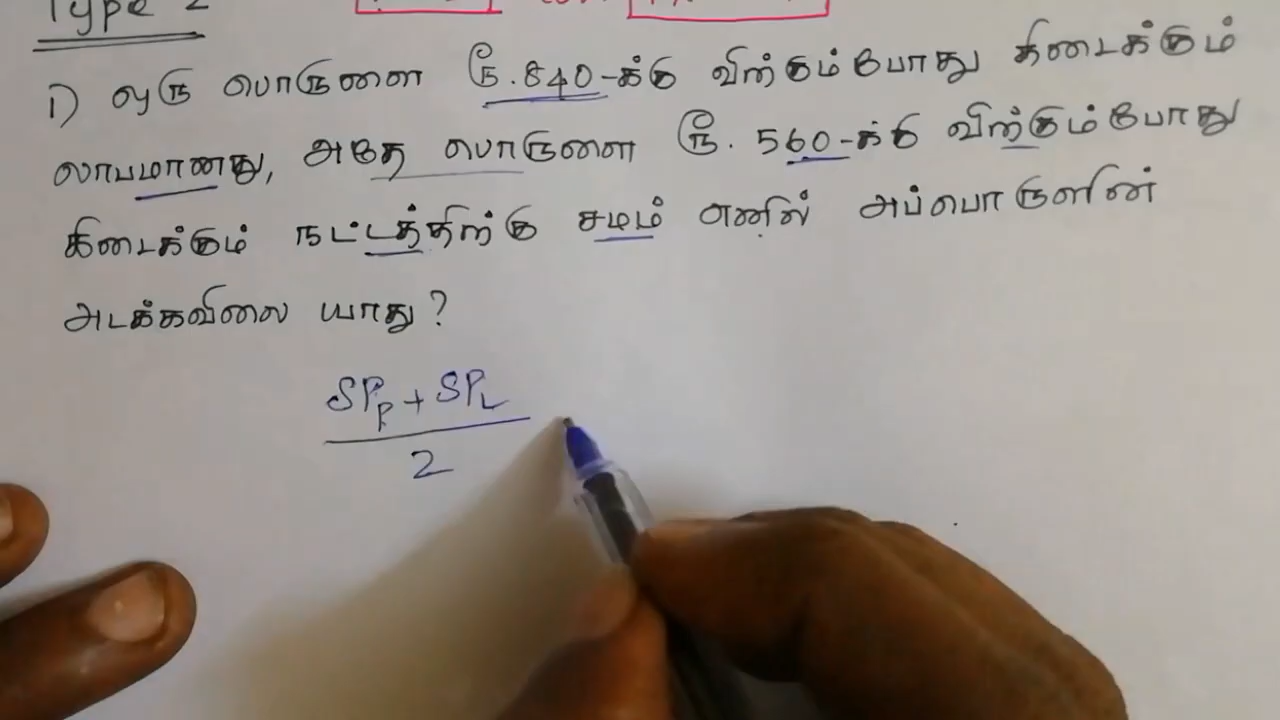 Type 2
1) ஒரு பொருளை ரூ.840-க்கு விற்கும்போது கிடைக்கும்
லாபமானது, அதே பொருளை ரூ. 560-க்கு விற்கும்போது
கிடைக்கும் நட்டத்திற்கு சமம் எனில் அப்பொருளின்
அடக்கவிலை யாது?
SPP + SPL
2